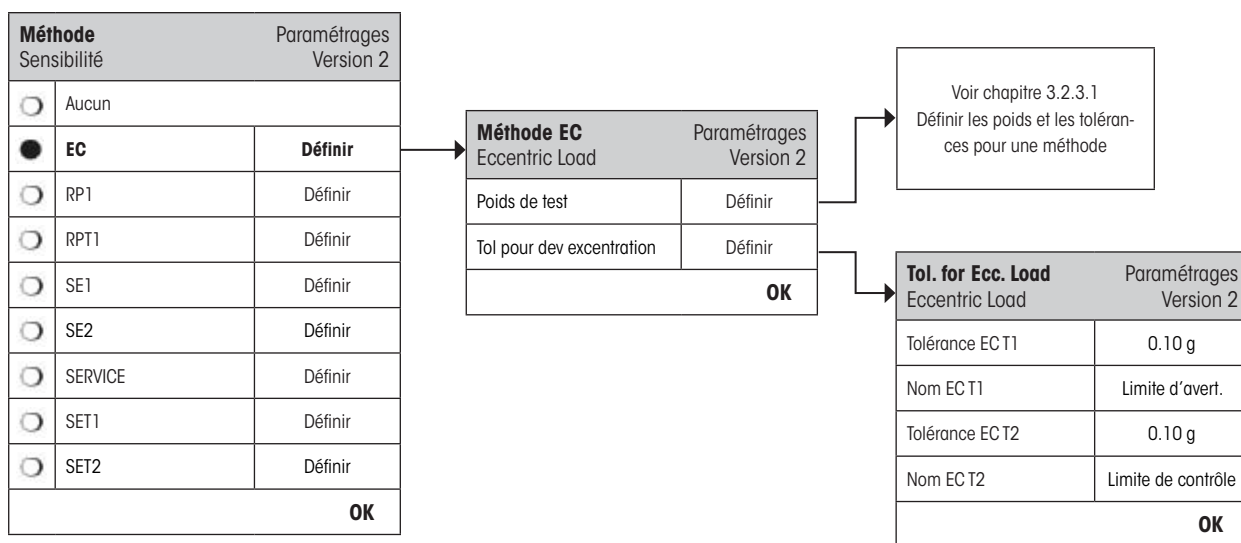 Méthode Paramétrages
Sensibilité Version 2
Aucun
EC Définir
RP1 Définir
RPT1 Définir
SE1 Définir
SE2 Définir
SERVICE Définir
SET1 Définir
SET2 Définir
OK
Méthode EC Paramétrages
Eccentric Load Version 2
Poids de test Définir
Tol pour dev excentration Définir
OK
Voir chapitre 3.2.3.1
Définir les poids et les toléran-
ces pour une méthode
Tol. for Ecc. Load Paramétrages
Eccentric Load Version 2
Tolérance EC T1 0.10 g
Nom EC T1 Limite d’avert.
Tolérance EC T2 0.10 g
Nom EC T2 Limite de contrôle
OK